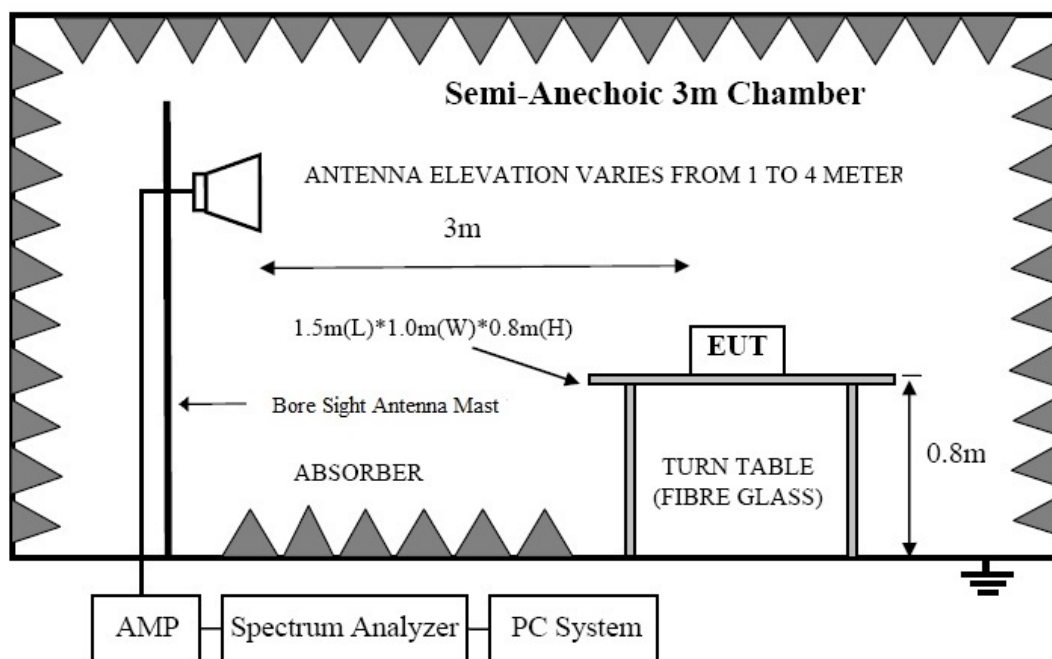 Semi-Anechoic 3m Chamber
ANTENNA ELEVATION VARIES FROM 1 TO 4 METER
3m
1.5m(L)*1.0m(W)*0.8m(H)
EUT
Bore Sight Antenna Mast
0.8m
ABSORBER
TURN TABLE
(FIBRE GLASS)
AMP
Spectrum Analyzer
PC System